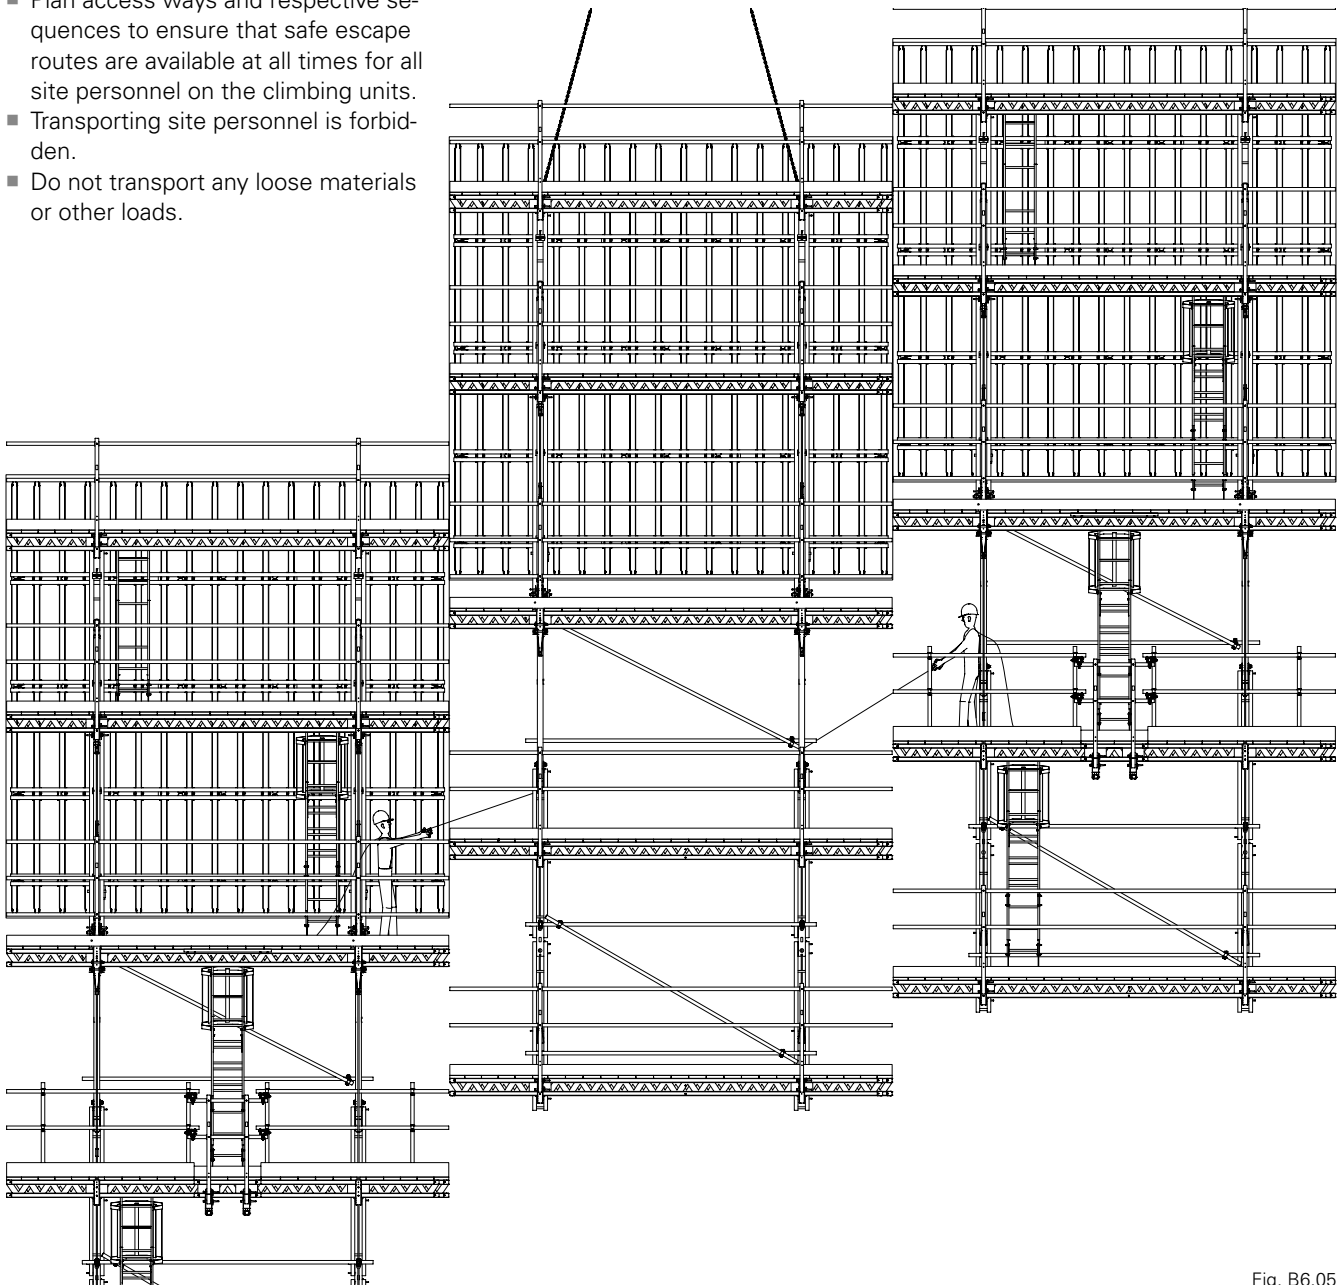 Plan access ways and respective se-
quences to ensure that safe escape
routes are available at all times for all
site personnel on the climbing units.
Transporting site personnel is forbid-
den.
Do not transport any loose materials
or other loads.
Fig. B6.05